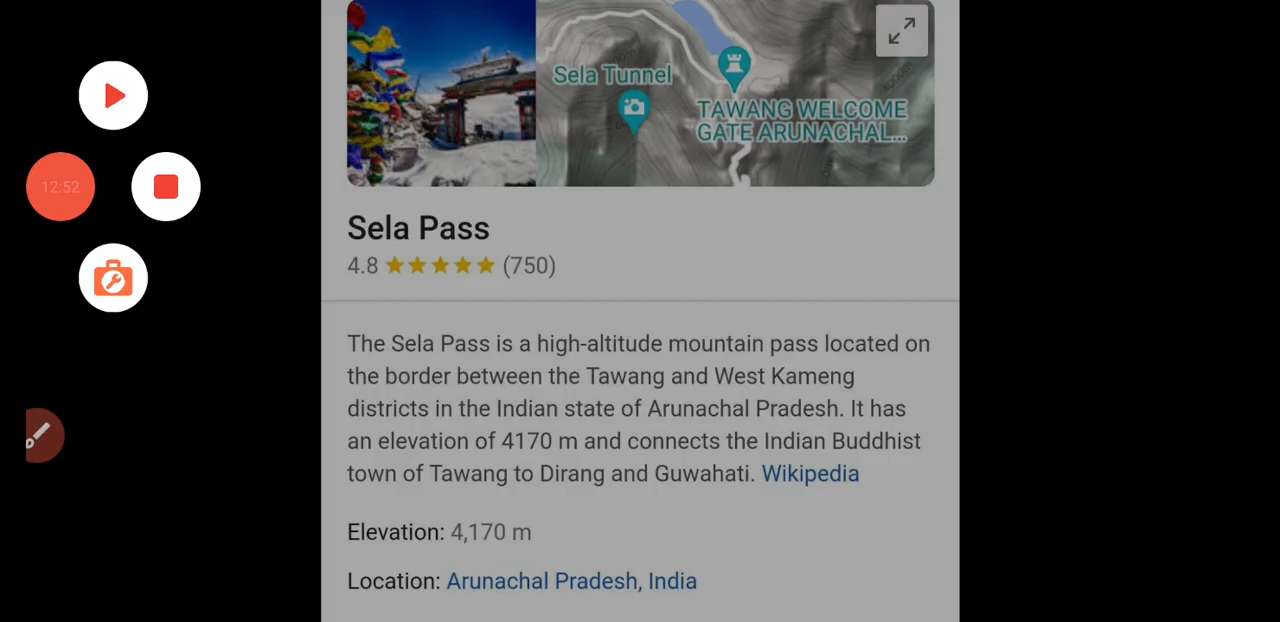 Sela Tunnel
TAWANG WELCOME
GATE ARUNACHAL...
12:52
Sela Pass
4.8 (750)
The Sela Pass is a high-altitude mountain pass located on
the border between the Tawang and West Kameng
districts in the Indian state of Arunachal Pradesh. It has
an elevation of 4170 m and connects the Indian Buddhist
town of Tawang to Dirang and Guwahati. Wikipedia
Elevation: 4,170 m
Location: Arunachal Pradesh, India